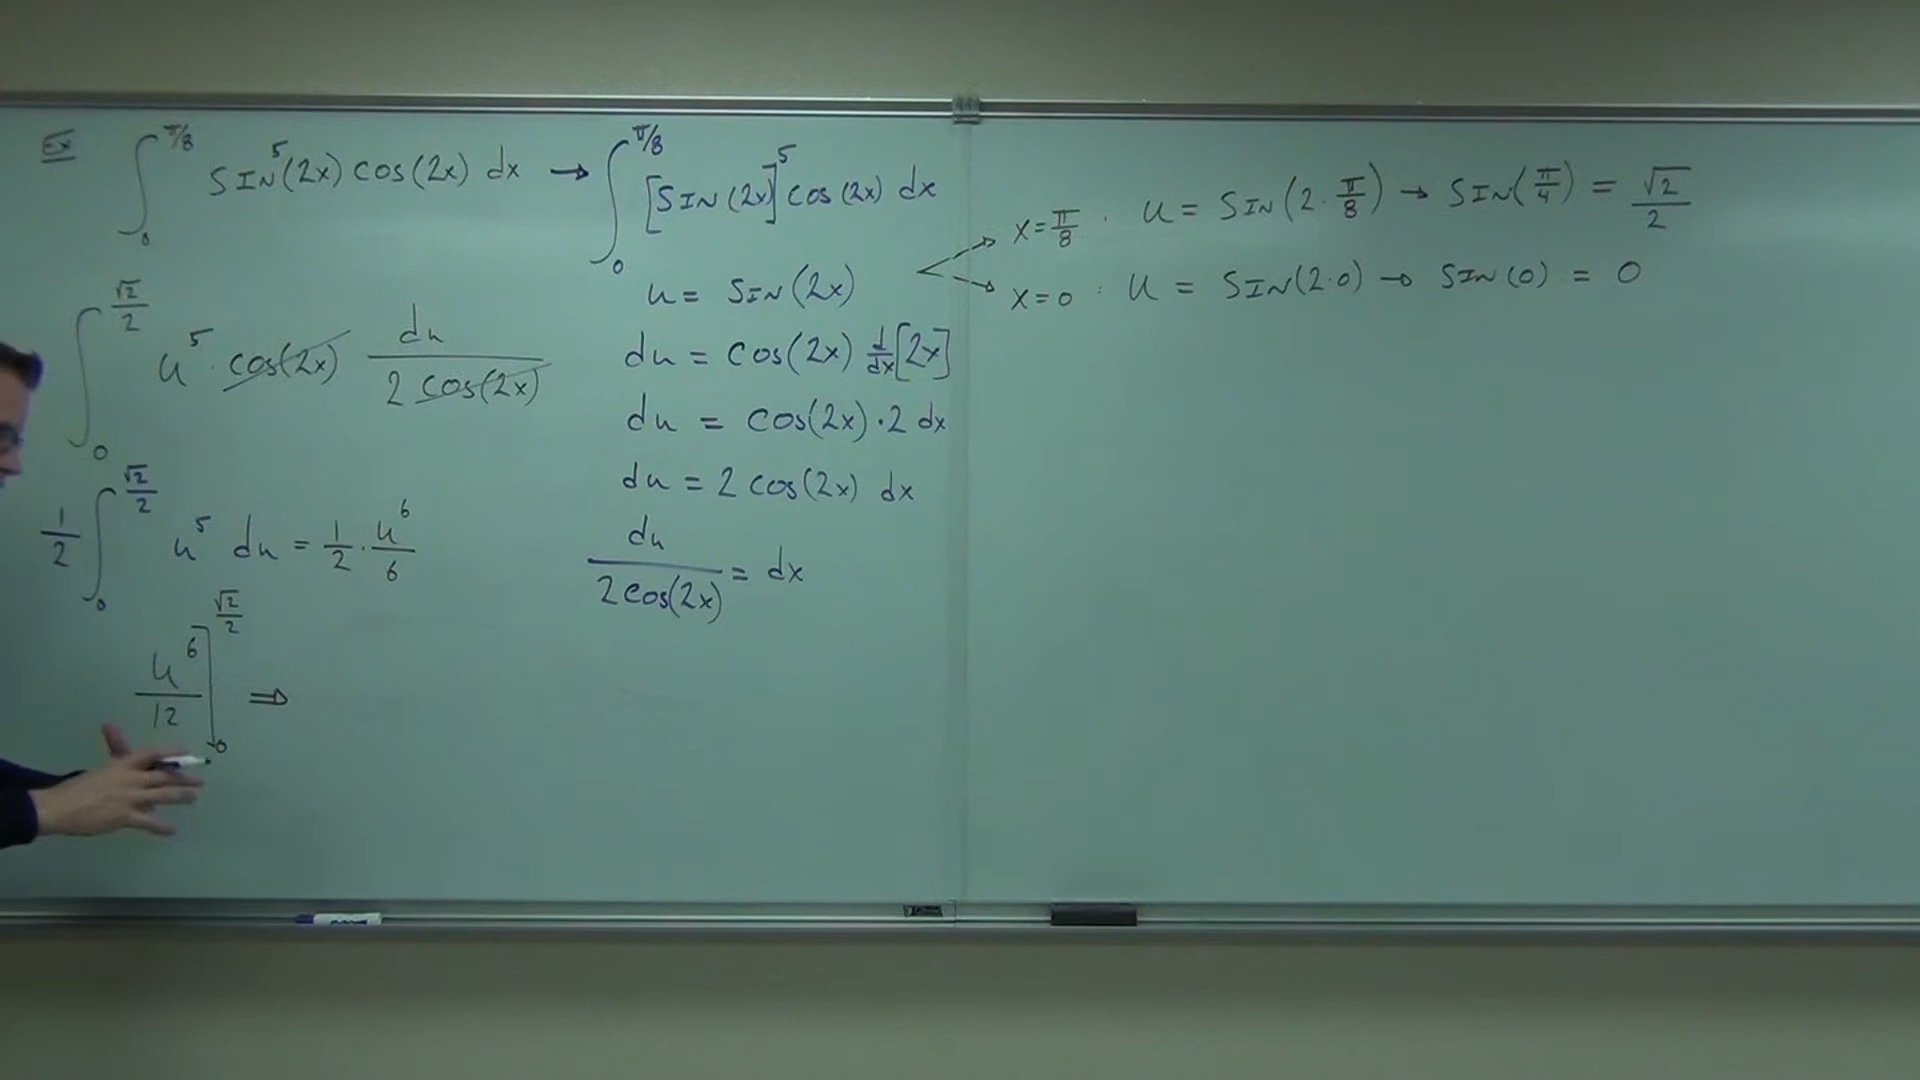 Ex ∫₀^{π/8} SIN⁵(2x) cos(2x) dx → ∫₀^{π/8} [SIN(2x)]⁵ cos(2x) dx
∫₀^{√2/2} u⁵ · cos(2x) du/(2 cos(2x))
1/2 ∫₀^{√2/2} u⁵ du = 1/2 · u⁶/6
u⁶/12 ]₀^{√2/2} ⇒
u = SIN(2x)
du = cos(2x) d/dx[2x]
du = cos(2x) · 2 dx
du = 2 cos(2x) dx
du/(2cos(2x)) = dx
x = π/8 : u = SIN(2·π/8) → SIN(π/4) = √2/2
x = 0 : u = SIN(2·0) → SIN(0) = 0